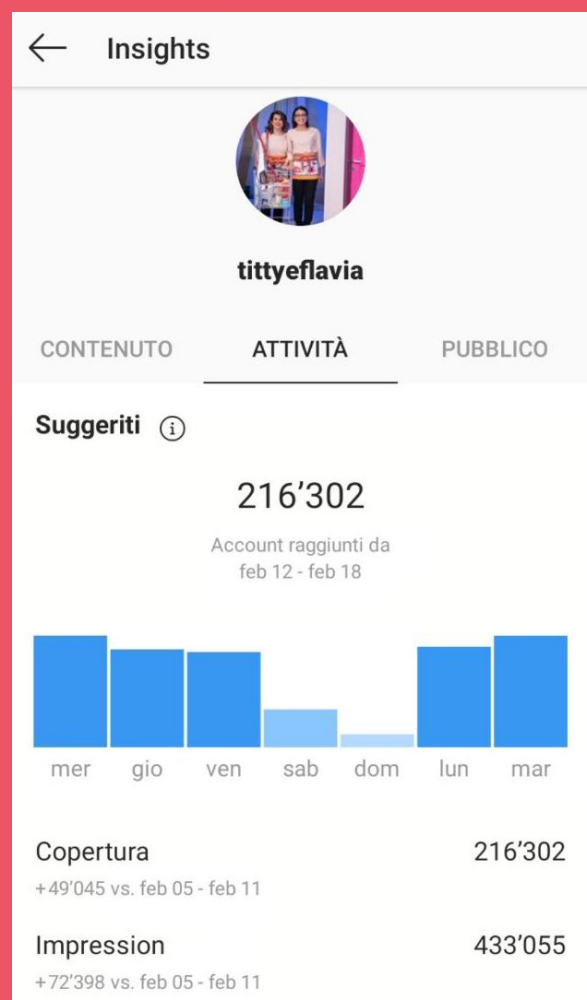 Insights
tittyeflavia
CONTENUTO ATTIVITÀ PUBBLICO
Suggeriti
216’302
Account raggiunti da
feb 12 - feb 18
mer gio ven sab dom lun mar
Copertura 216’302
+49’045 vs. feb 05 - feb 11
Impression 433’055
+72’398 vs. feb 05 - feb 11